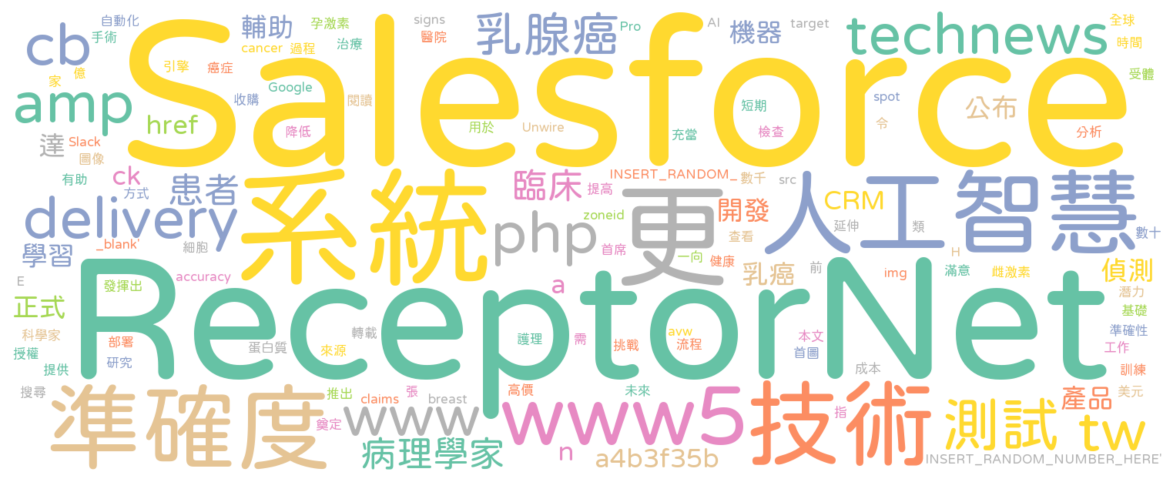 自動化 手術 孕激素 signs 醫院 Pro AI target 全球 時間
cb 輔助 乳腺癌 機器 technews
cancer 過程 治療
Salesforce
家 億 引擎 癌症 Google 受體
amp 收購 閱讀 短期 spot 公布
href 降低 用於 Unwire 充當 檢查 令 分析
達 Slack 圖像
有助 ck 方式 臨床 提高 INSERT_RANDOM_ 數千 src
患者 系統 更 開發 CRM 人工智慧
delivery php zoneid 延伸 類 數十
學習 _blank' 細胞 首席 一向 查看 健康 H
E accuracy a 乳癌 前 img 滿意 雌激素 偵測
發揮出 潛力
正式 RecептorNet 基礎
科學家 部署 蛋白質 轉載 護理 需 挑戰 avw 流程 本文 準確性
授權 研究 來源 首圖 工作
提供 成本 訓練
搜尋 推出 張 高價 未來 產品 美元
準確度 claims breast www5 技術 指 測試 tw
奠定 www
病理學家 n a4b3f35b INSERT_RANDOM_NUMBER_HERE'